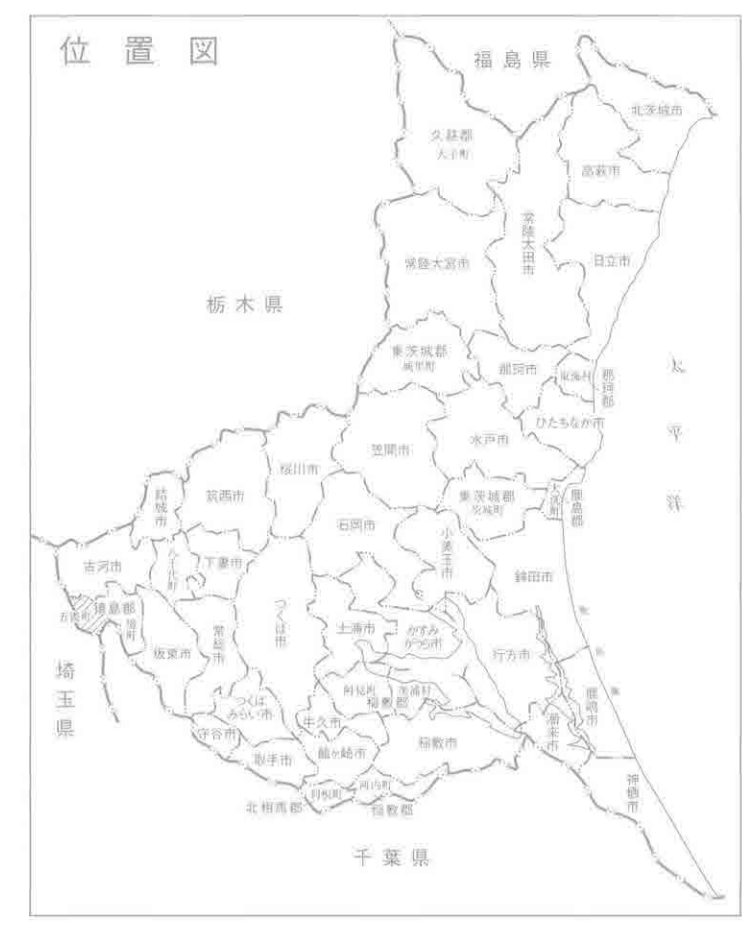 位置図
福島県
北茨城市
久慈郡
大子町
高萩市
常陸太田市
常陸大宮市
日立市
栃木県
東茨城郡
城里町
那珂市
東海村
那珂郡
太平洋
ひたちなか市
水戸市
笠間市
桜川市
筑西市
結城市
東茨城郡
茨城町
大洗町
鹿島郡
石岡市
小美玉市
古河市
八千代町
下妻市
鉾田市
つくば市
五霞町
猿島郡
境町
坂東市
常総市
土浦市
かすみ
がうら市
行方市
埼玉県
阿見町
美浦村
稲敷郡
鹿嶋市
つくば
みらい市
牛久市
潮来市
守谷市
取手市
龍ヶ崎市
稲敷市
神栖市
利根町
河内町
北相馬郡
稲敷郡
千葉県